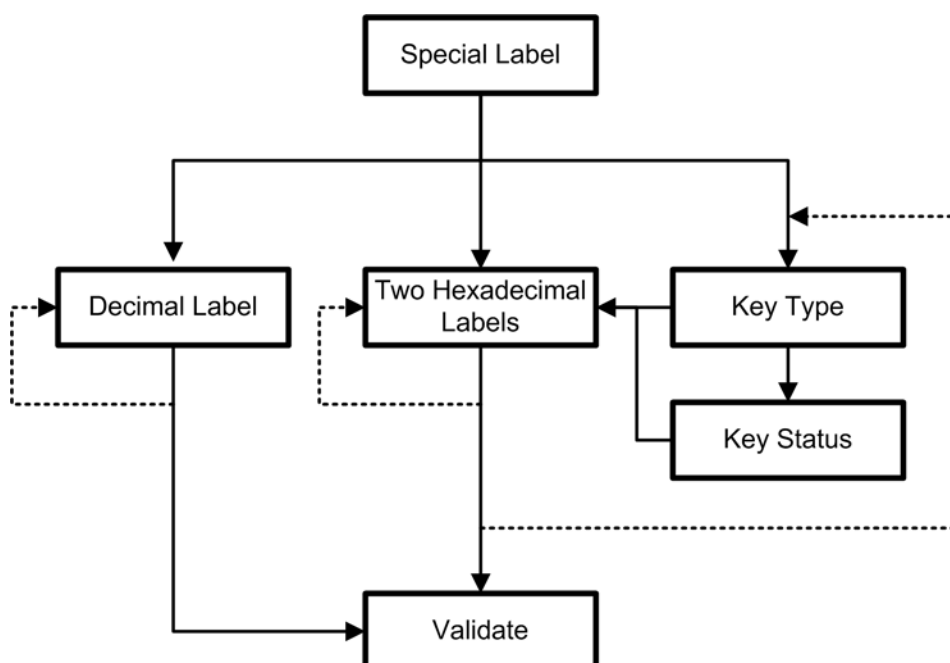 Special Label
Decimal Label
Two Hexadecimal
Labels
Key Type
Key Status
Validate